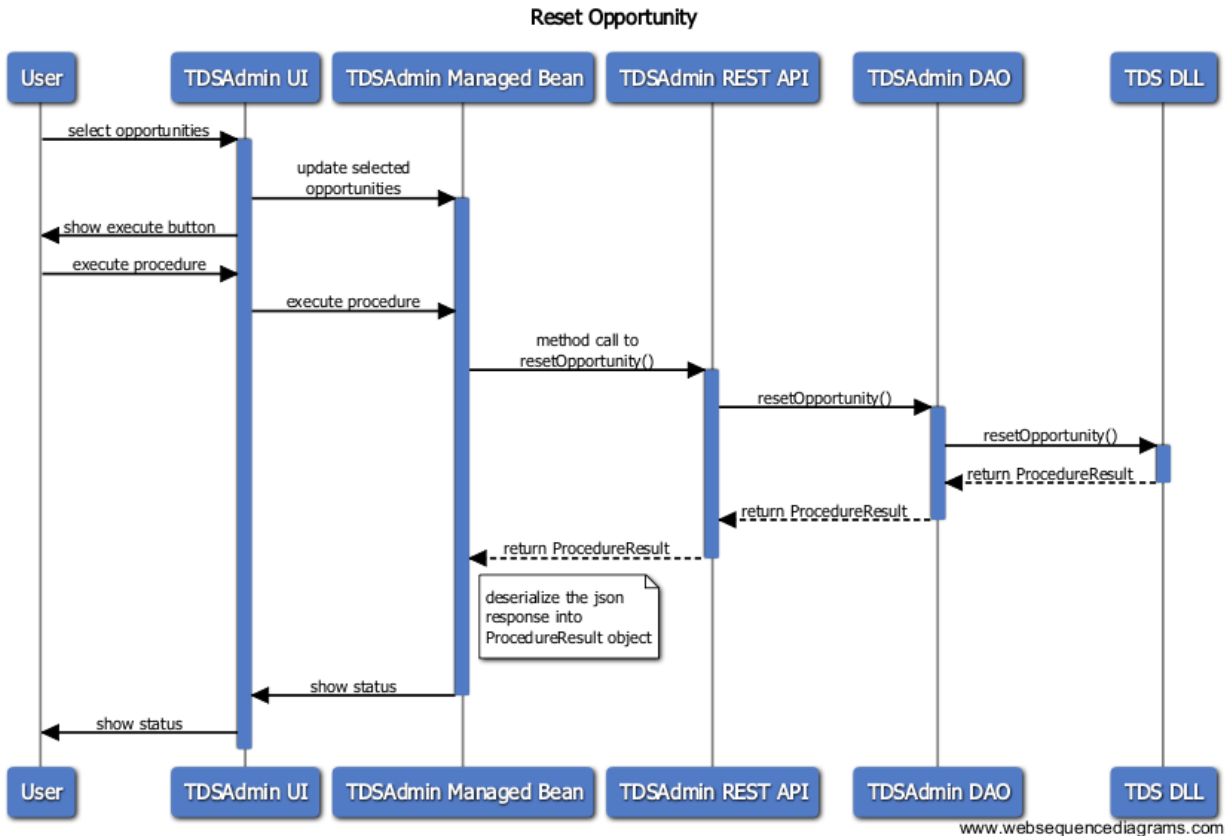 Reset Opportunity
User
TDSAdmin UI
TDSAdmin Managed Bean
TDSAdmin REST API
TDSAdmin DAO
TDS DLL
select opportunities
update selected
opportunities
show execute button
execute procedure
execute procedure
method call to
resetOpportunity()
resetOpportunity()
resetOpportunity()
return ProcedureResult
return ProcedureResult
return ProcedureResult
deserialize the json
response into
ProcedureResult object
show status
show status
User
TDSAdmin UI
TDSAdmin Managed Bean
TDSAdmin REST API
TDSAdmin DAO
TDS DLL
www.websequencediagrams.com